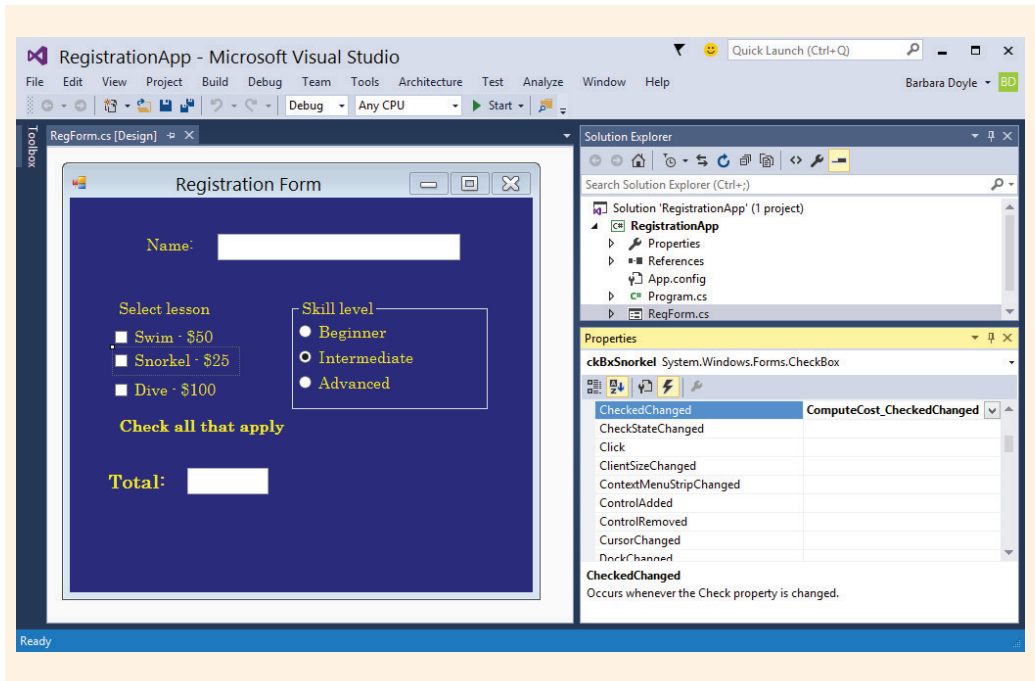 RegistrationApp - Microsoft Visual Studio
Quick Launch (Ctrl+Q)
File Edit View Project Build Debug Team Tools Architecture Test Analyze Window Help
Barbara Doyle
BD
Debug
Any CPU
Start
Toolbox
RegForm.cs [Design]
Registration Form
Name:
Select lesson
Swim - $50
Snorkel - $25
Dive - $100
Check all that apply
Skill level
Beginner
Intermediate
Advanced
Total:
Solution Explorer
Search Solution Explorer (Ctrl+;)
Solution 'RegistrationApp' (1 project)
C# RegistrationApp
Properties
References
App.config
C# Program.cs
RegForm.cs
Properties
ckBxSnorkel System.Windows.Forms.CheckBox
CheckedChanged ComputeCost_CheckedChanged
CheckStateChanged
Click
ClientSizeChanged
ContextMenuStripChanged
ControlAdded
ControlRemoved
CursorChanged
DockChanged
CheckedChanged
Occurs whenever the Check property is changed.
Ready